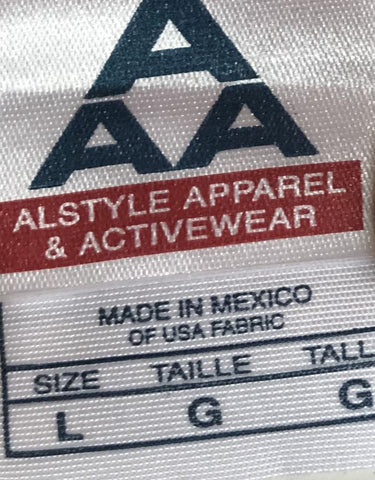 A
AA
ALSTYLE APPAREL
& ACTIVEWEAR
MADE IN MEXICO
OF USA FABRIC
SIZE TAILLE TALL
L G G